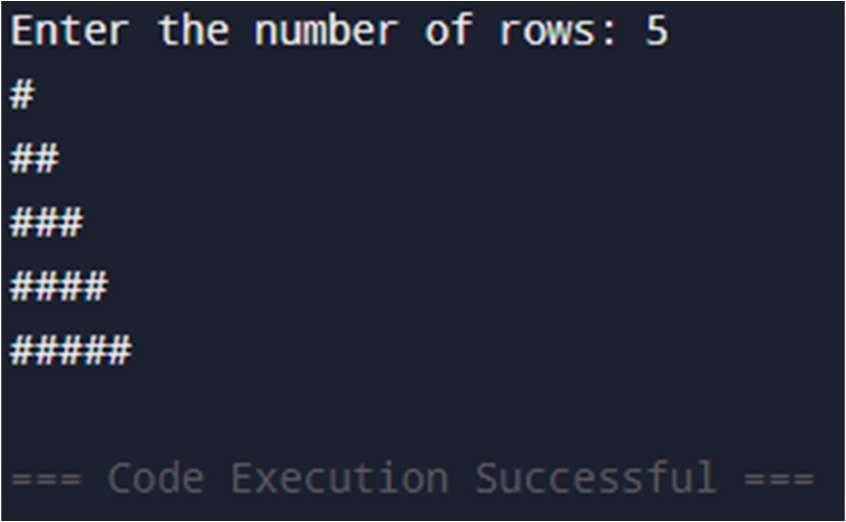 Enter the number of rows: 5
#
##
###
####
#####
=== Code Execution Successful ===